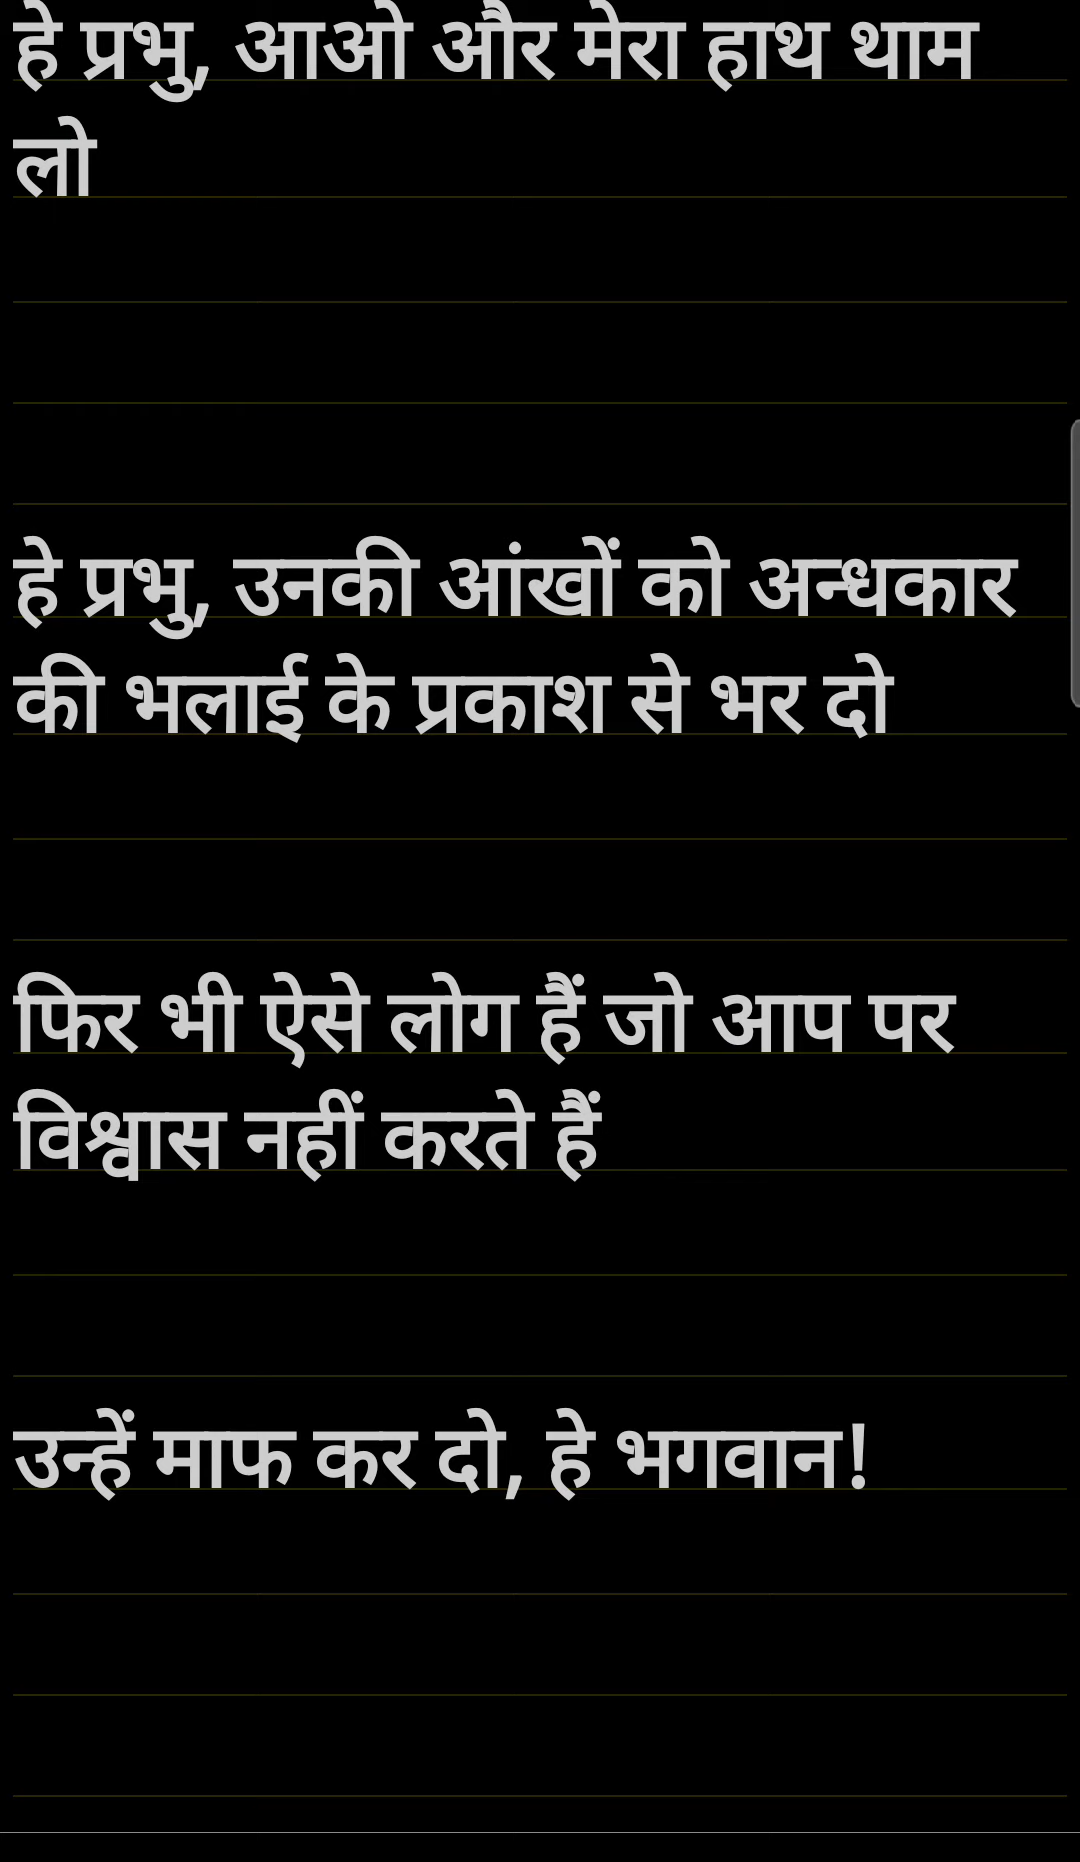 हे प्रभु, आओ और मेरा हाथ थाम
लो
हे प्रभु, उनकी आंखों को अन्धकार
की भलाई के प्रकाश से भर दो
फिर भी ऐसे लोग हैं जो आप पर
विश्वास नहीं करते हैं
उन्हें माफ कर दो, हे भगवान!